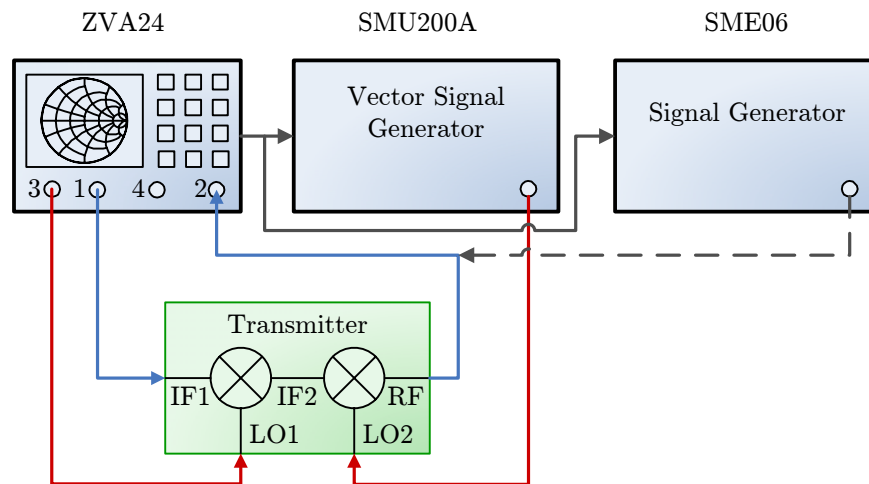 ZVA24
SMU200A
SME06
Vector Signal
Generator
Signal Generator
3 1 4 2
Transmitter
IF1 IF2 RF
LO1 LO2